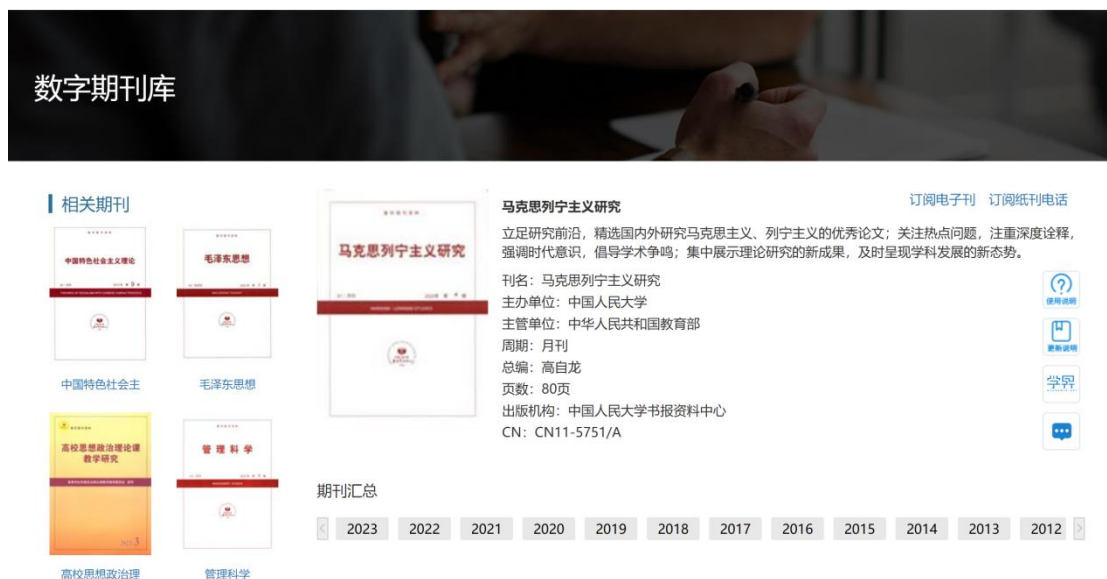 数字期刊库
相关期刊
中国特色社会主义理论
毛泽东思想
中国特色社会主
毛泽东思想
高校思想政治理论课
教学研究
管理科学
高校思想政治理
管理科学
马克思列宁主义研究
马克思列宁主义研究
订阅电子刊 订阅纸刊电话
立足研究前沿，精选国内外研究马思主义、列宁主义的优秀论文；关注热点问题，注重深度诠释，
强调时代意识，倡导学术争鸣；集中展示理论研究的新成果，及时呈现学科发展的新态势。
刊名：马克思列宁主义研究
主办单位：中国人民大学
主管单位：中华人民共和国教育部
周期：月刊
总编：高自龙
页数：80页
出版机构：中国人民大学书报资料中心
CN：CN11-5751/A
使用说明
更新说明
学界
期刊汇总
2023 2022 2021 2020 2019 2018 2017 2016 2015 2014 2013 2012